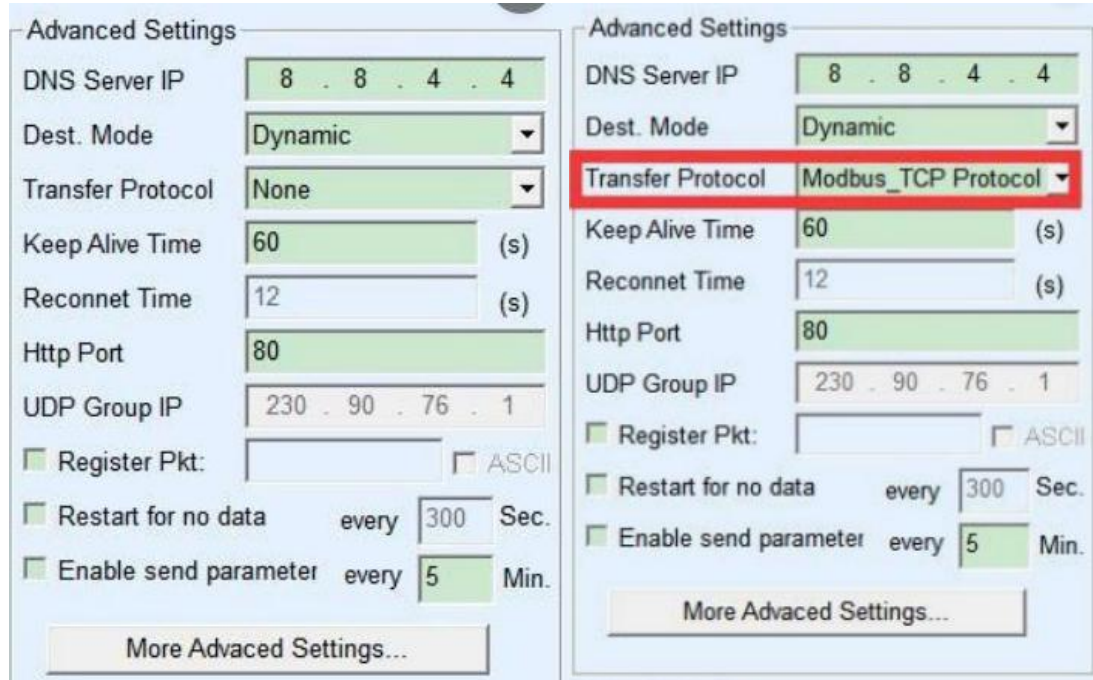 Advanced Settings
DNS Server IP 8 . 8 . 4 . 4
Dest. Mode Dynamic
Transfer Protocol None
Keep Alive Time 60 (s)
Reconnet Time 12 (s)
Http Port 80
UDP Group IP 230 . 90 . 76 . 1
Register Pkt: ASCII
Restart for no data every 300 Sec.
Enable send parameter every 5 Min.
More Advaced Settings...
Advanced Settings
DNS Server IP 8 . 8 . 4 . 4
Dest. Mode Dynamic
Transfer Protocol Modbus_TCP Protocol
Keep Alive Time 60 (s)
Reconnet Time 12 (s)
Http Port 80
UDP Group IP 230 . 90 . 76 . 1
Register Pkt: ASCII
Restart for no data every 300 Sec.
Enable send parameter every 5 Min.
More Advaced Settings...